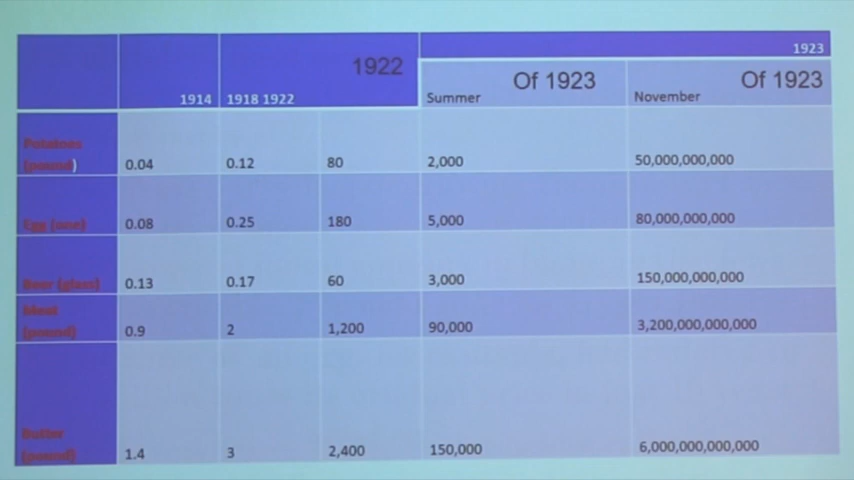 1923
1922
1914 1918 1922 Summer Of 1923 November Of 1923
Potatoes
(pound) 0.04 0.12 80 2,000 50,000,000,000
Egg (one) 0.08 0.25 180 5,000 80,000,000,000
Beer (glass) 0.13 0.17 60 3,000 150,000,000,000
Meat
(pound) 0.9 2 1,200 90,000 3,200,000,000,000
Butter
(pound) 1.4 3 2,400 150,000 6,000,000,000,000